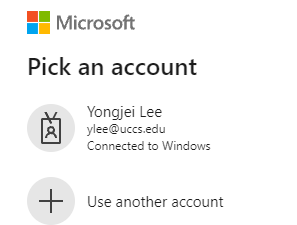 Microsoft
Pick an account
Yongjei Lee
ylee@uccs.edu
Connected to Windows
Use another account